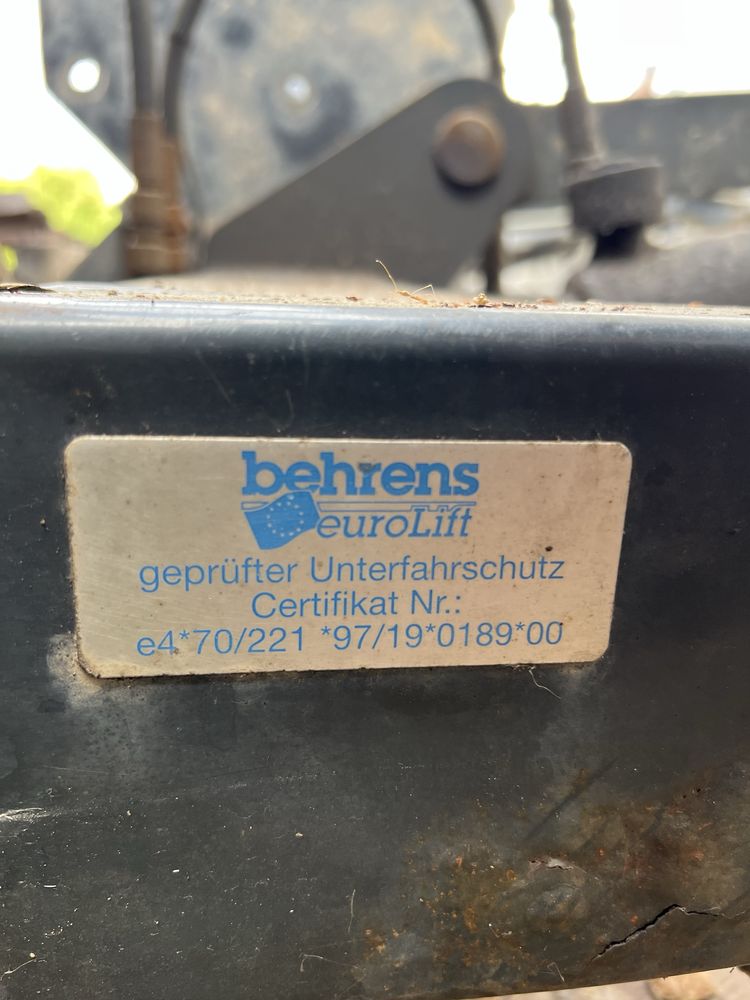 behrens
euroLift
geprüfter Unterfahrschutz
Certifikat Nr.:
e4*70/221 *97/19*0189*00